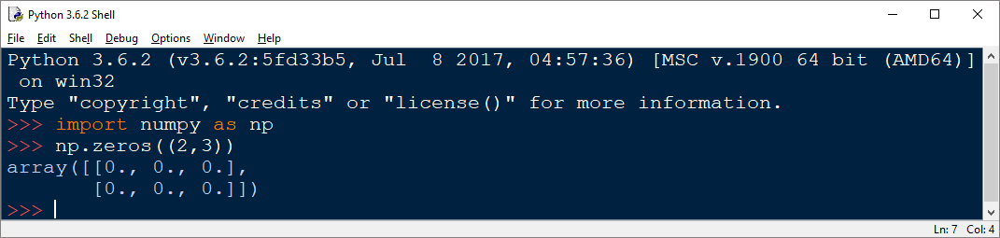 Python 3.6.2 Shell
File Edit Shell Debug Options Window Help
Python 3.6.2 (v3.6.2:5fd33b5, Jul  8 2017, 04:57:36) [MSC v.1900 64 bit (AMD64)]
 on win32
Type "copyright", "credits" or "license()" for more information.
>>> import numpy as np
>>> np.zeros((2,3))
array([[0., 0., 0.],
       [0., 0., 0.]])
>>>
Ln: 7 Col: 4